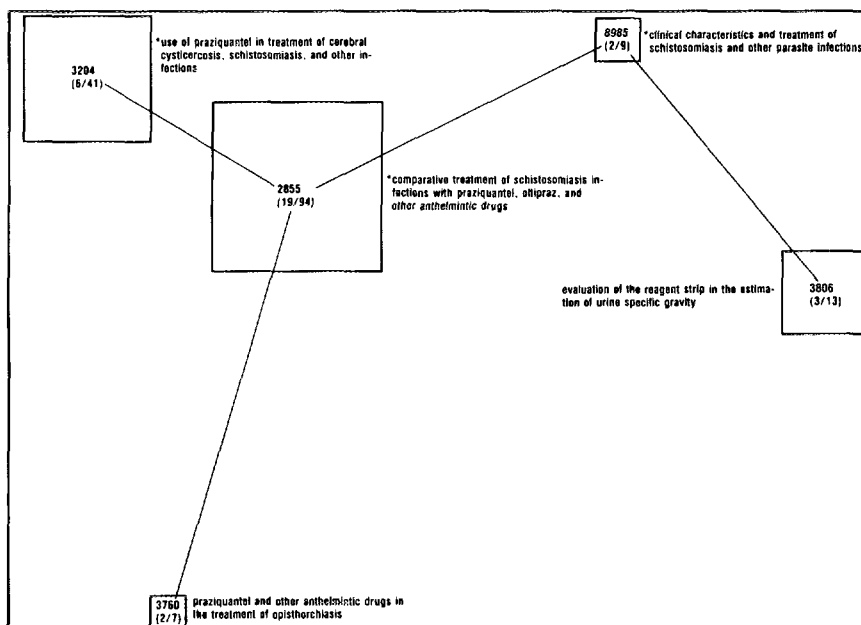 *use of praziquantel in treatment of cerebral
cysticercosis, schistosomiasis, and other in-
fections
3204
(6/41)
8985
(2/9)
*clinical characteristics and treatment of
schistosomiasis and other parasite infections
2855
(19/94)
*comparative treatment of schistosomiasis in-
fections with praziquantel, oltipraz, and
other anthelmintic drugs
evaluation of the reagent strip in the estima-
tion of urine specific gravity
3806
(3/13)
3760
(2/7)
praziquantel and other anthelmintic drugs in
the treatment of opisthorchiasis